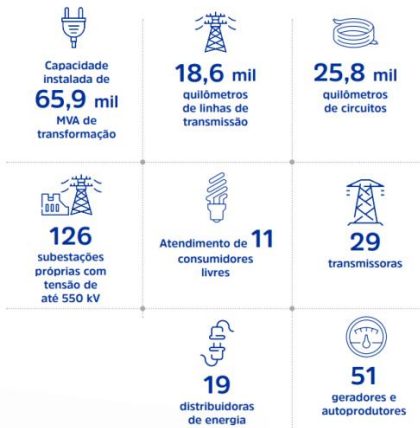 Capacidade
instalada de
65,9 mil
MVA de
transformação
18,6 mil
quilômetros
de linhas de
transmissão
25,8 mil
quilômetros
de circuitos
126
subestações
próprias com
tensão de
até 550 kV
Atendimento de 11
consumidores
livres
29
transmissoras
19
distribuidoras
de energia
51
geradores e
autoprodutores